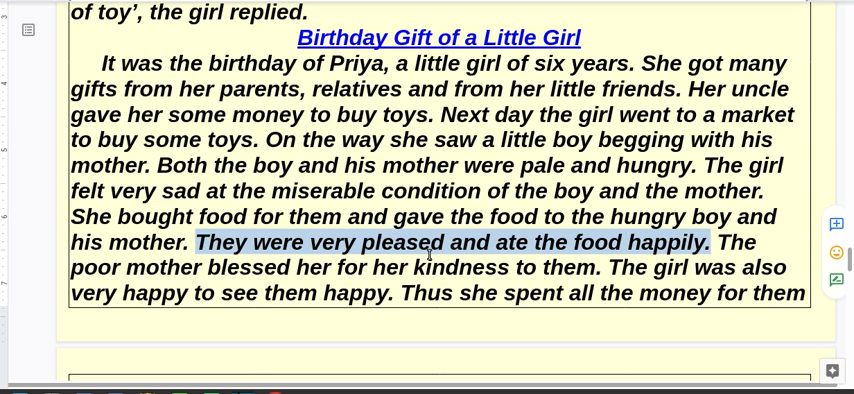 of toy’, the girl replied.
Birthday Gift of a Little Girl
It was the birthday of Priya, a little girl of six years. She got many
gifts from her parents, relatives and from her little friends. Her uncle
gave her some money to buy toys. Next day the girl went to a market
to buy some toys. On the way she saw a little boy begging with his
mother. Both the boy and his mother were pale and hungry. The girl
felt very sad at the miserable condition of the boy and the mother.
She bought food for them and gave the food to the hungry boy and
his mother. They were very pleased and ate the food happily. The
poor mother blessed her for her kindness to them. The girl was also
very happy to see them happy. Thus she spent all the money for them
3
4
5
6
7